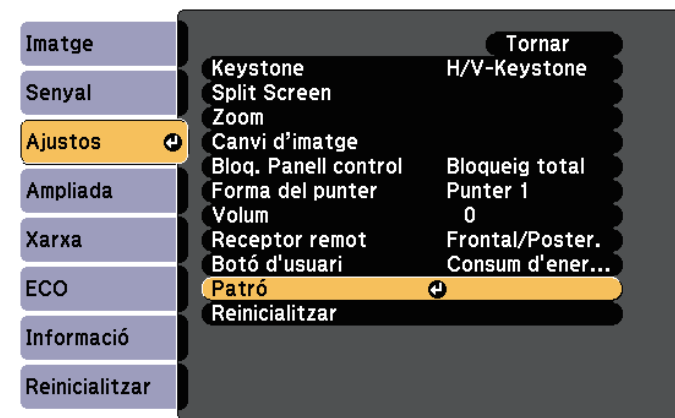 Imatge
Senyal
Ajustos
Ampliada
Xarxa
ECO
Informació
Reinicialitzar
Tornar
Keystone H/V-Keystone
Split Screen
Zoom
Canvi d'imatge
Bloq. Panell control Bloqueig total
Forma del punter Punter 1
Volum 0
Receptor remot Frontal/Poster.
Botó d'usuari Consum d'ener...
Patró
Reinicialitzar